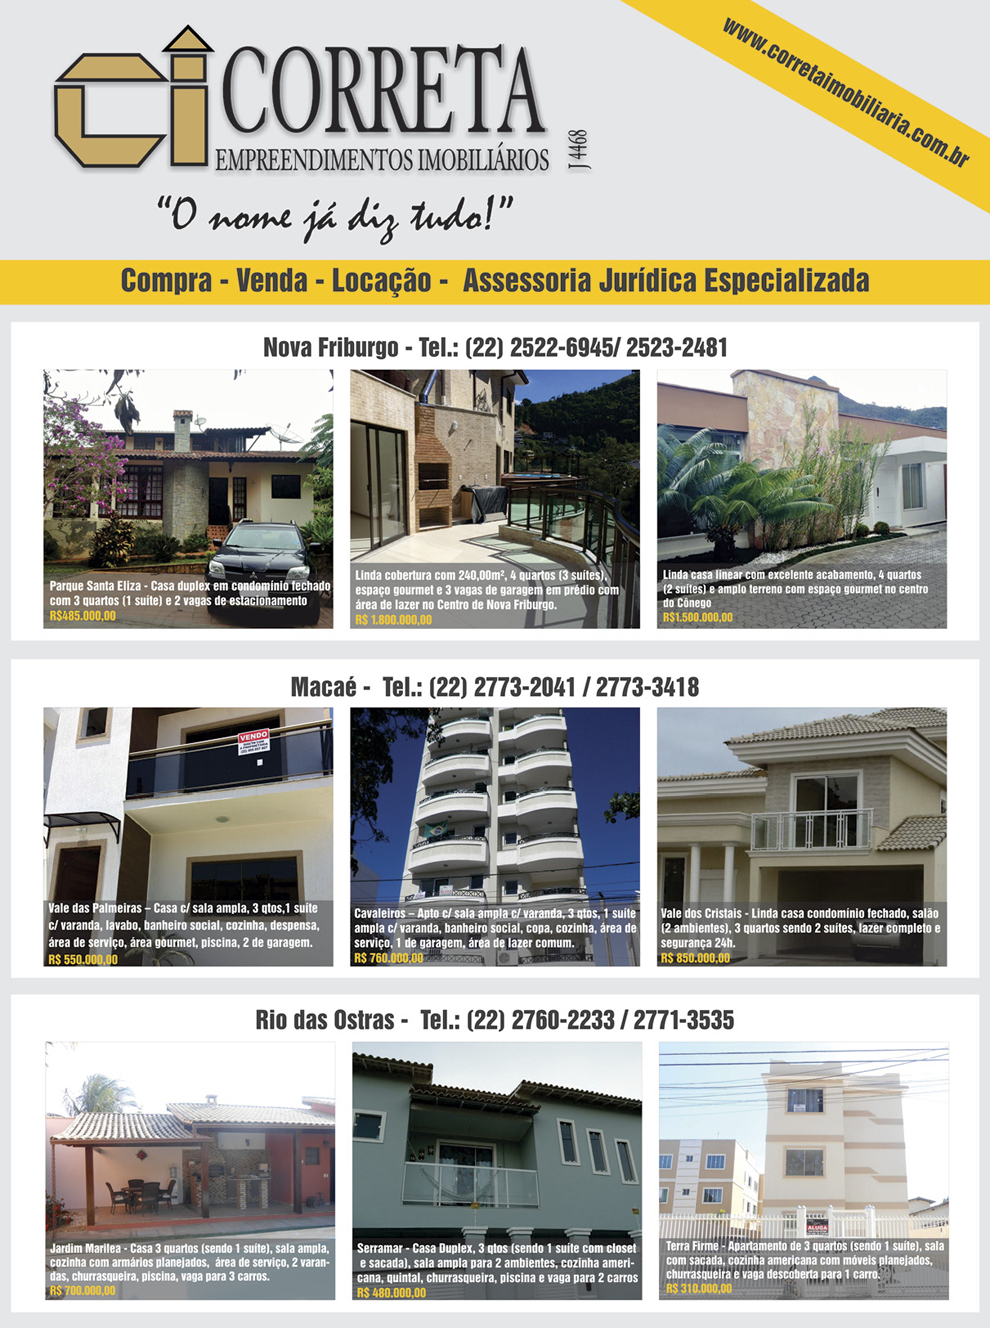 www.corretaimobiliaria.com.br
CI CORRETA
EMPREENDIMENTOS IMOBILIÁRIOS
J 4468
"O nome já diz tudo!"
Compra - Venda - Locação - Assessoria Jurídica Especializada
Nova Friburgo - Tel.: (22) 2522-6945/ 2523-2481
Parque Santa Eliza - Casa duplex em condomínio fechado
com 3 quartos (1 suíte) e 2 vagas de estacionamento
R$485.000,00
Linda cobertura com 240,00m², 4 quartos (3 suítes),
espaço gourmet e 3 vagas de garagem em prédio com
área de lazer no Centro de Nova Friburgo.
R$ 1.800.000,00
Linda casa linear com excelente acabamento, 4 quartos
(2 suítes) e amplo terreno com espaço gourmet no centro
do Cônego
R$1.500.000,00
Macaé - Tel.: (22) 2773-2041 / 2773-3418
VENDO
Vale das Palmeiras – Casa c/ sala ampla, 3 qtos,1 suíte
c/ varanda, lavabo, banheiro social, cozinha, despensa,
área de serviço, área gourmet, piscina, 2 de garagem.
R$ 550.000,00
Cavaleiros – Apto c/ sala ampla c/ varanda, 3 qtos, 1 suíte
ampla c/ varanda, banheiro social, copa, cozinha, área de
serviço, 1 de garagem, área de lazer comum.
R$ 760.000,00
Vale dos Cristais - Linda casa condomínio fechado, salão
(2 ambientes), 3 quartos sendo 2 suítes, lazer completo e
segurança 24h.
R$ 850.000,00
Rio das Ostras - Tel.: (22) 2760-2233 / 2771-3535
Jardim Marilea - Casa 3 quartos (sendo 1 suíte), sala ampla,
cozinha com armários planejados, área de serviço, 2 varan-
das, churrasqueira, piscina, vaga para 3 carros.
R$ 700.000,00
Serramar - Casa Duplex, 3 qtos (sendo 1 suíte com closet
e sacada), sala ampla para 2 ambientes, cozinha ameri-
cana, quintal, churrasqueira, piscina e vaga para 2 carros
R$ 480.000,00
ALUGA
Terra Firme - Apartamento de 3 quartos (sendo 1 suíte), sala
com sacada, cozinha americana com móveis planejados,
churrasqueira e vaga descoberta para 1 carro.
R$ 310.000,00